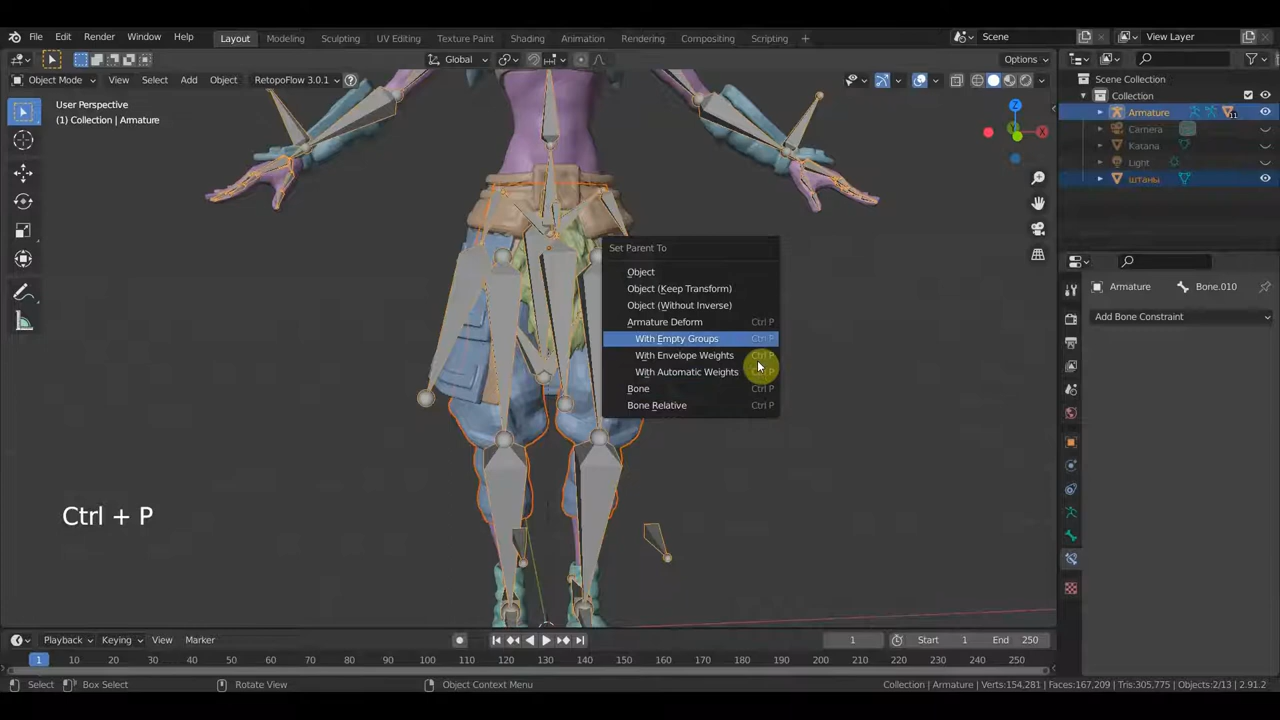 File Edit Render Window Help
Layout Modeling Sculpting UV Editing Texture Paint Shading Animation Rendering Compositing Scripting +
Scene
View Layer
Global
Options
Object Mode View Select Add Object RetopoFlow 3.0.1
User Perspective
(1) Collection | Armature
Scene Collection
Collection
Armature
11
Camera
Katana
Light
штаны
Z
X
Y
Set Parent To
Object
Object (Keep Transform)
Object (Without Inverse)
Armature Deform Ctrl P
With Empty Groups Ctrl P
With Envelope Weights Ctrl P
With Automatic Weights
Bone Ctrl P
Bone Relative Ctrl P
Armature Bone.010
Add Bone Constraint
Ctrl + P
Playback Keying View Marker
1 Start 1 End 250
1 10 20 30 40 50 60 70 80 90 100 110 120 130 140 150 160 170 180 190 200 210 220 230 240 250
Select Box Select Rotate View Object Context Menu
Collection | Armature | Verts:154,281 | Faces:167,209 | Tris:305,775 | Objects:2/13 | 2.91.2